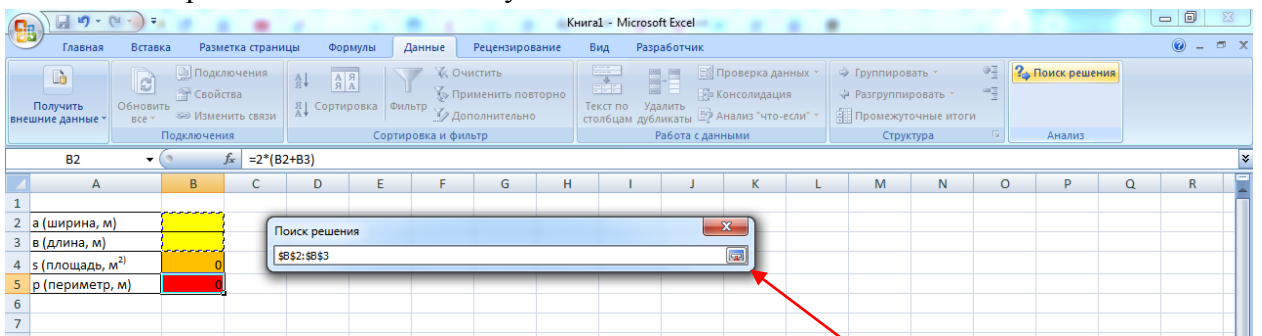 Книга1 - Microsoft Excel
Главная Вставка Разметка страницы Формулы Данные Рецензирование Вид Разработчик
Получить внешние данные
Обновить все
Подключения
Свойства
Изменить связи
Подключения
Сортировка
Фильтр
Очистить
Применить повторно
Дополнительно
Сортировка и фильтр
Текст по столбцам
Удалить дубликаты
Проверка данных
Консолидация
Анализ "что-если"
Работа с данными
Группировать
Разгруппировать
Промежуточные итоги
Структура
Поиск решения
Анализ
B2 fx =2*(B2+B3)
A B C D E F G H I J K L M N O P Q R
1
2 а (ширина, м)
3 в (длина, м)
4 s (площадь, м2) 0
5 р (периметр, м) 0
6
7
Поиск решения
$B$2:$B$3